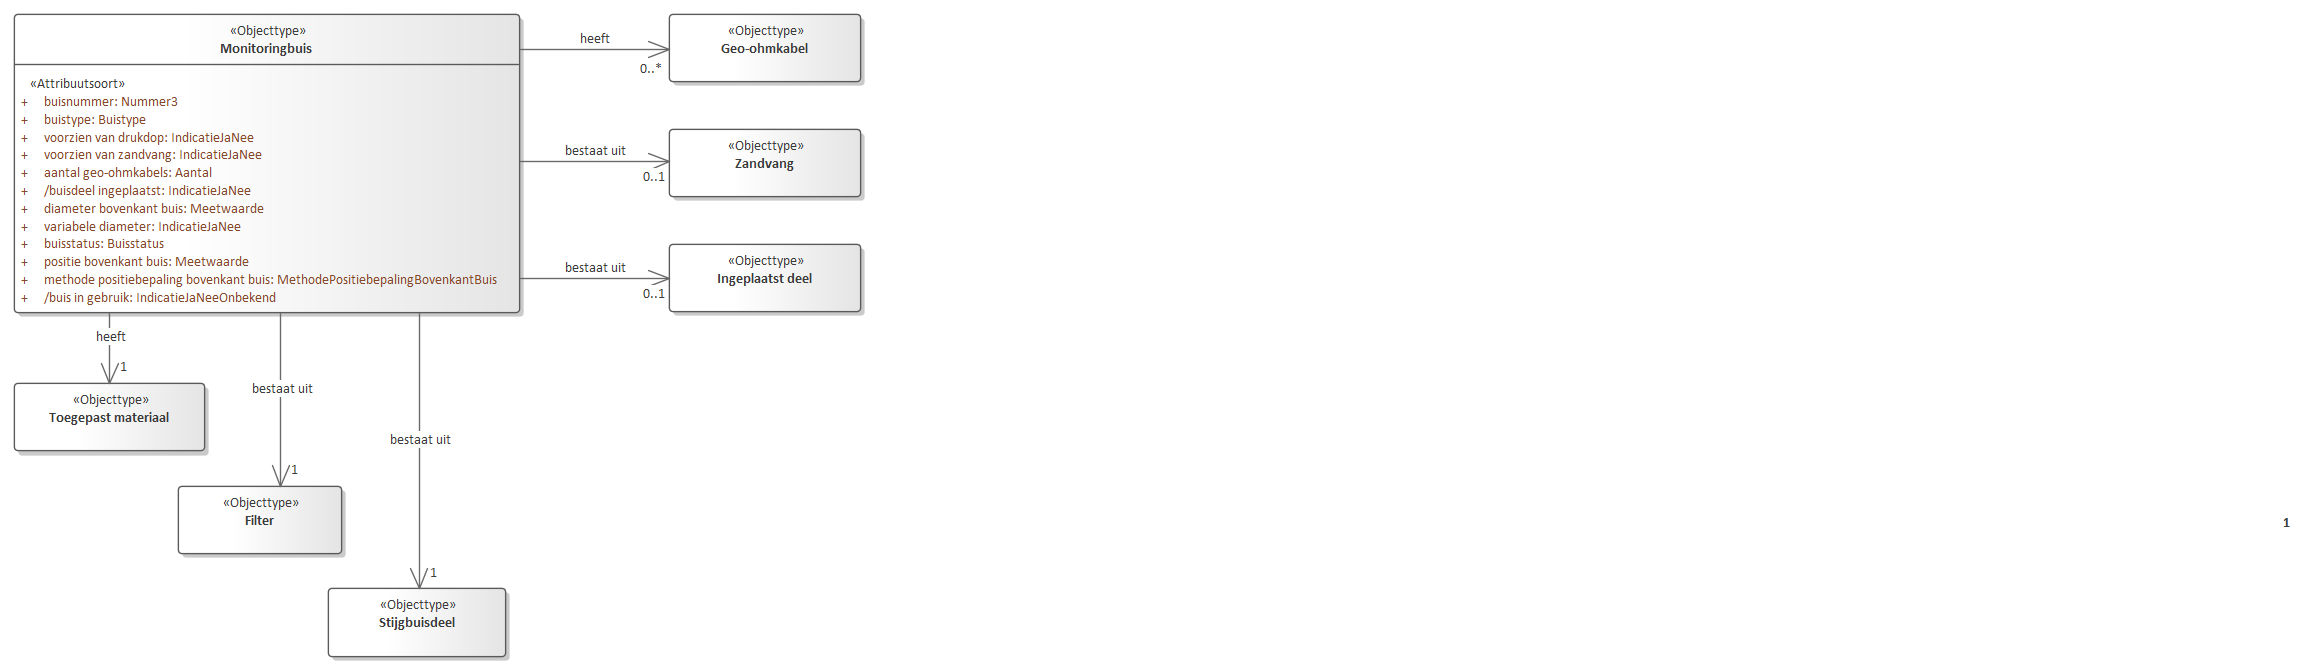 «Objecttype»
Monitoringbuis
«Attribuutsoort»
+ buisnummer: Nummer3
+ buistype: Buistype
+ voorzien van drukdop: IndicatieJaNee
+ voorzien van zandvang: IndicatieJaNee
+ aantal geo-ohmkabels: Aantal
+ /buisdeel ingeplaatst: IndicatieJaNee
+ diameter bovenkant buis: Meetwaarde
+ variabele diameter: IndicatieJaNee
+ buisstatus: Buisstatus
+ positie bovenkant buis: Meetwaarde
+ methode positiebepaling bovenkant buis: MethodePositiebepalingBovenkantBuis
+ /buis in gebruik: IndicatieJaNeeOnbekend
heeft
0..*
«Objecttype»
Geo-ohmkabel
bestaat uit
0..1
«Objecttype»
Zandvang
bestaat uit
0..1
«Objecttype»
Ingeplaatst deel
heeft
1
«Objecttype»
Toegepast materiaal
bestaat uit
1
«Objecttype»
Filter
bestaat uit
1
«Objecttype»
Stijgbuisdeel
1